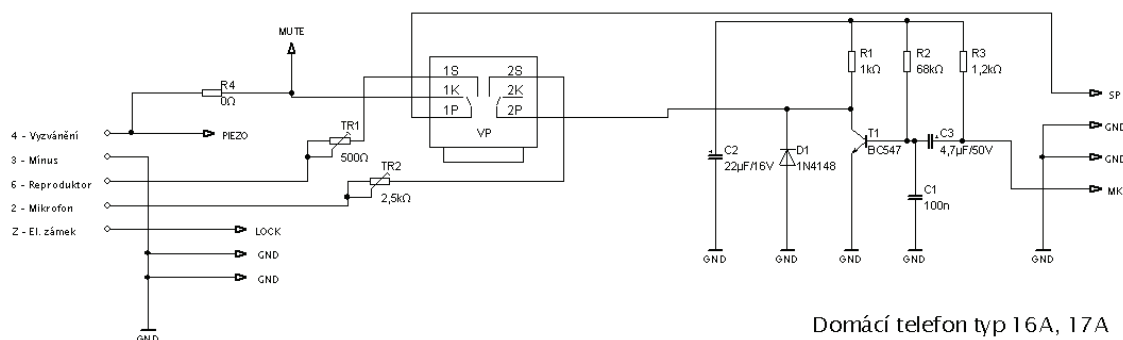 MUTE
R4
0Ω
4 - Vyzvánění
PIEZO
3 - Mínus
TR1
500Ω
6 - Reproduktor
TR2
2,5kΩ
2 - Mikrofon
Z - El. zámek
LOCK
GND
GND
GND
1S
2S
1K
2K
1P
2P
VP
R1
1kΩ
R2
68kΩ
R3
1,2kΩ
SP
GND
GND
MK
C2
22µF/16V
D1
1N4148
T1
BC547
C3
4,7µF/50V
C1
100n
GND
GND
GND
GND
GND
Domácí telefon typ 16A, 17A